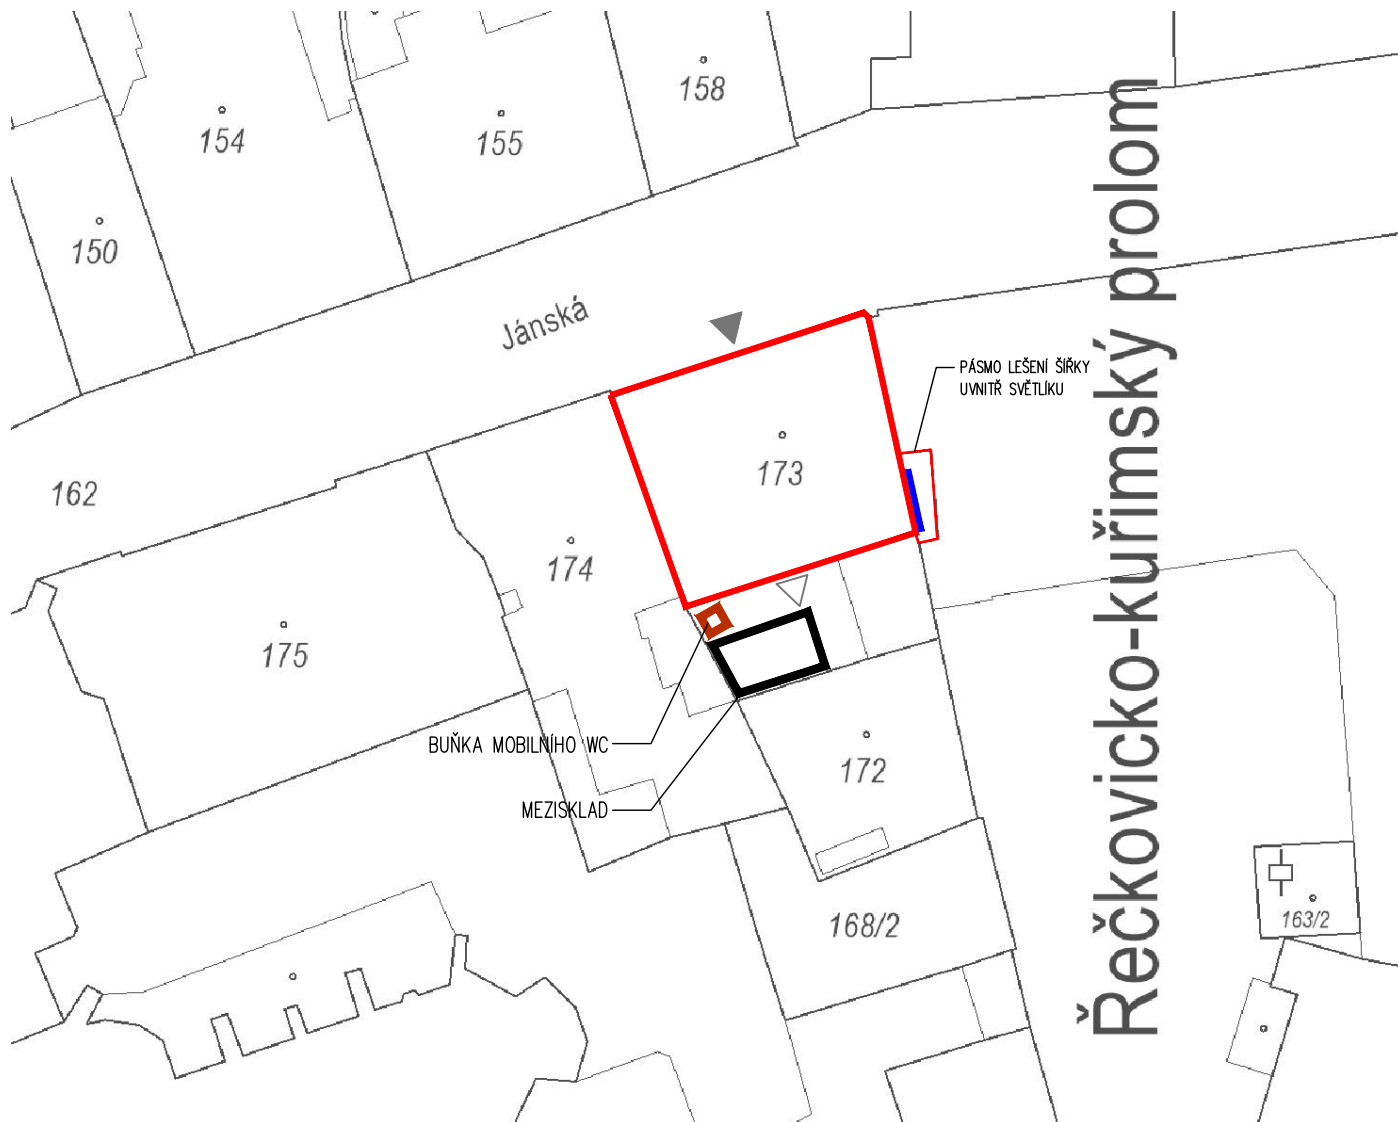 158
154
155
150
Jánská
PÁSMO LEŠENÍ ŠÍŘKY
UVNITŘ SVĚTLÍKU
173
162
174
175
BUŇKA MOBILNÍHO WC
172
MEZISKLAD
168/2
163/2
Řečkovicko-kuřimský prolom